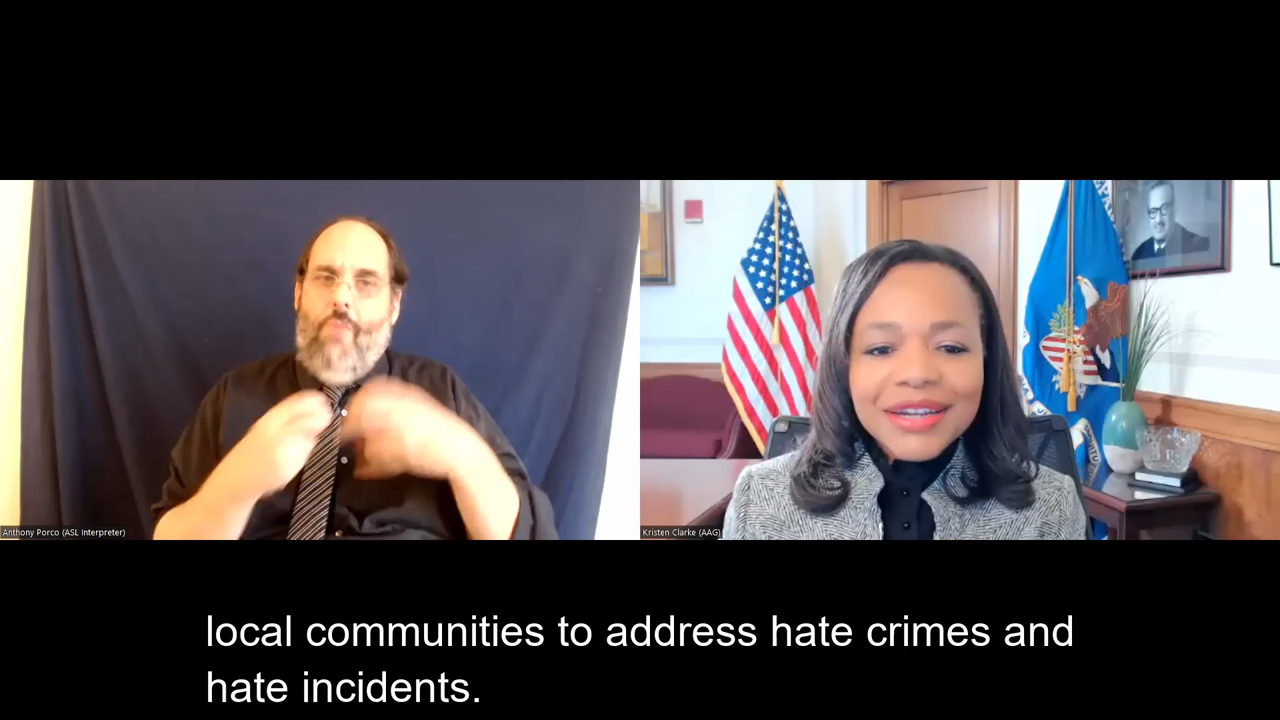 Anthony Porco (ASL Interpreter)
Kristen Clarke (AAG)
local communities to address hate crimes and
hate incidents.